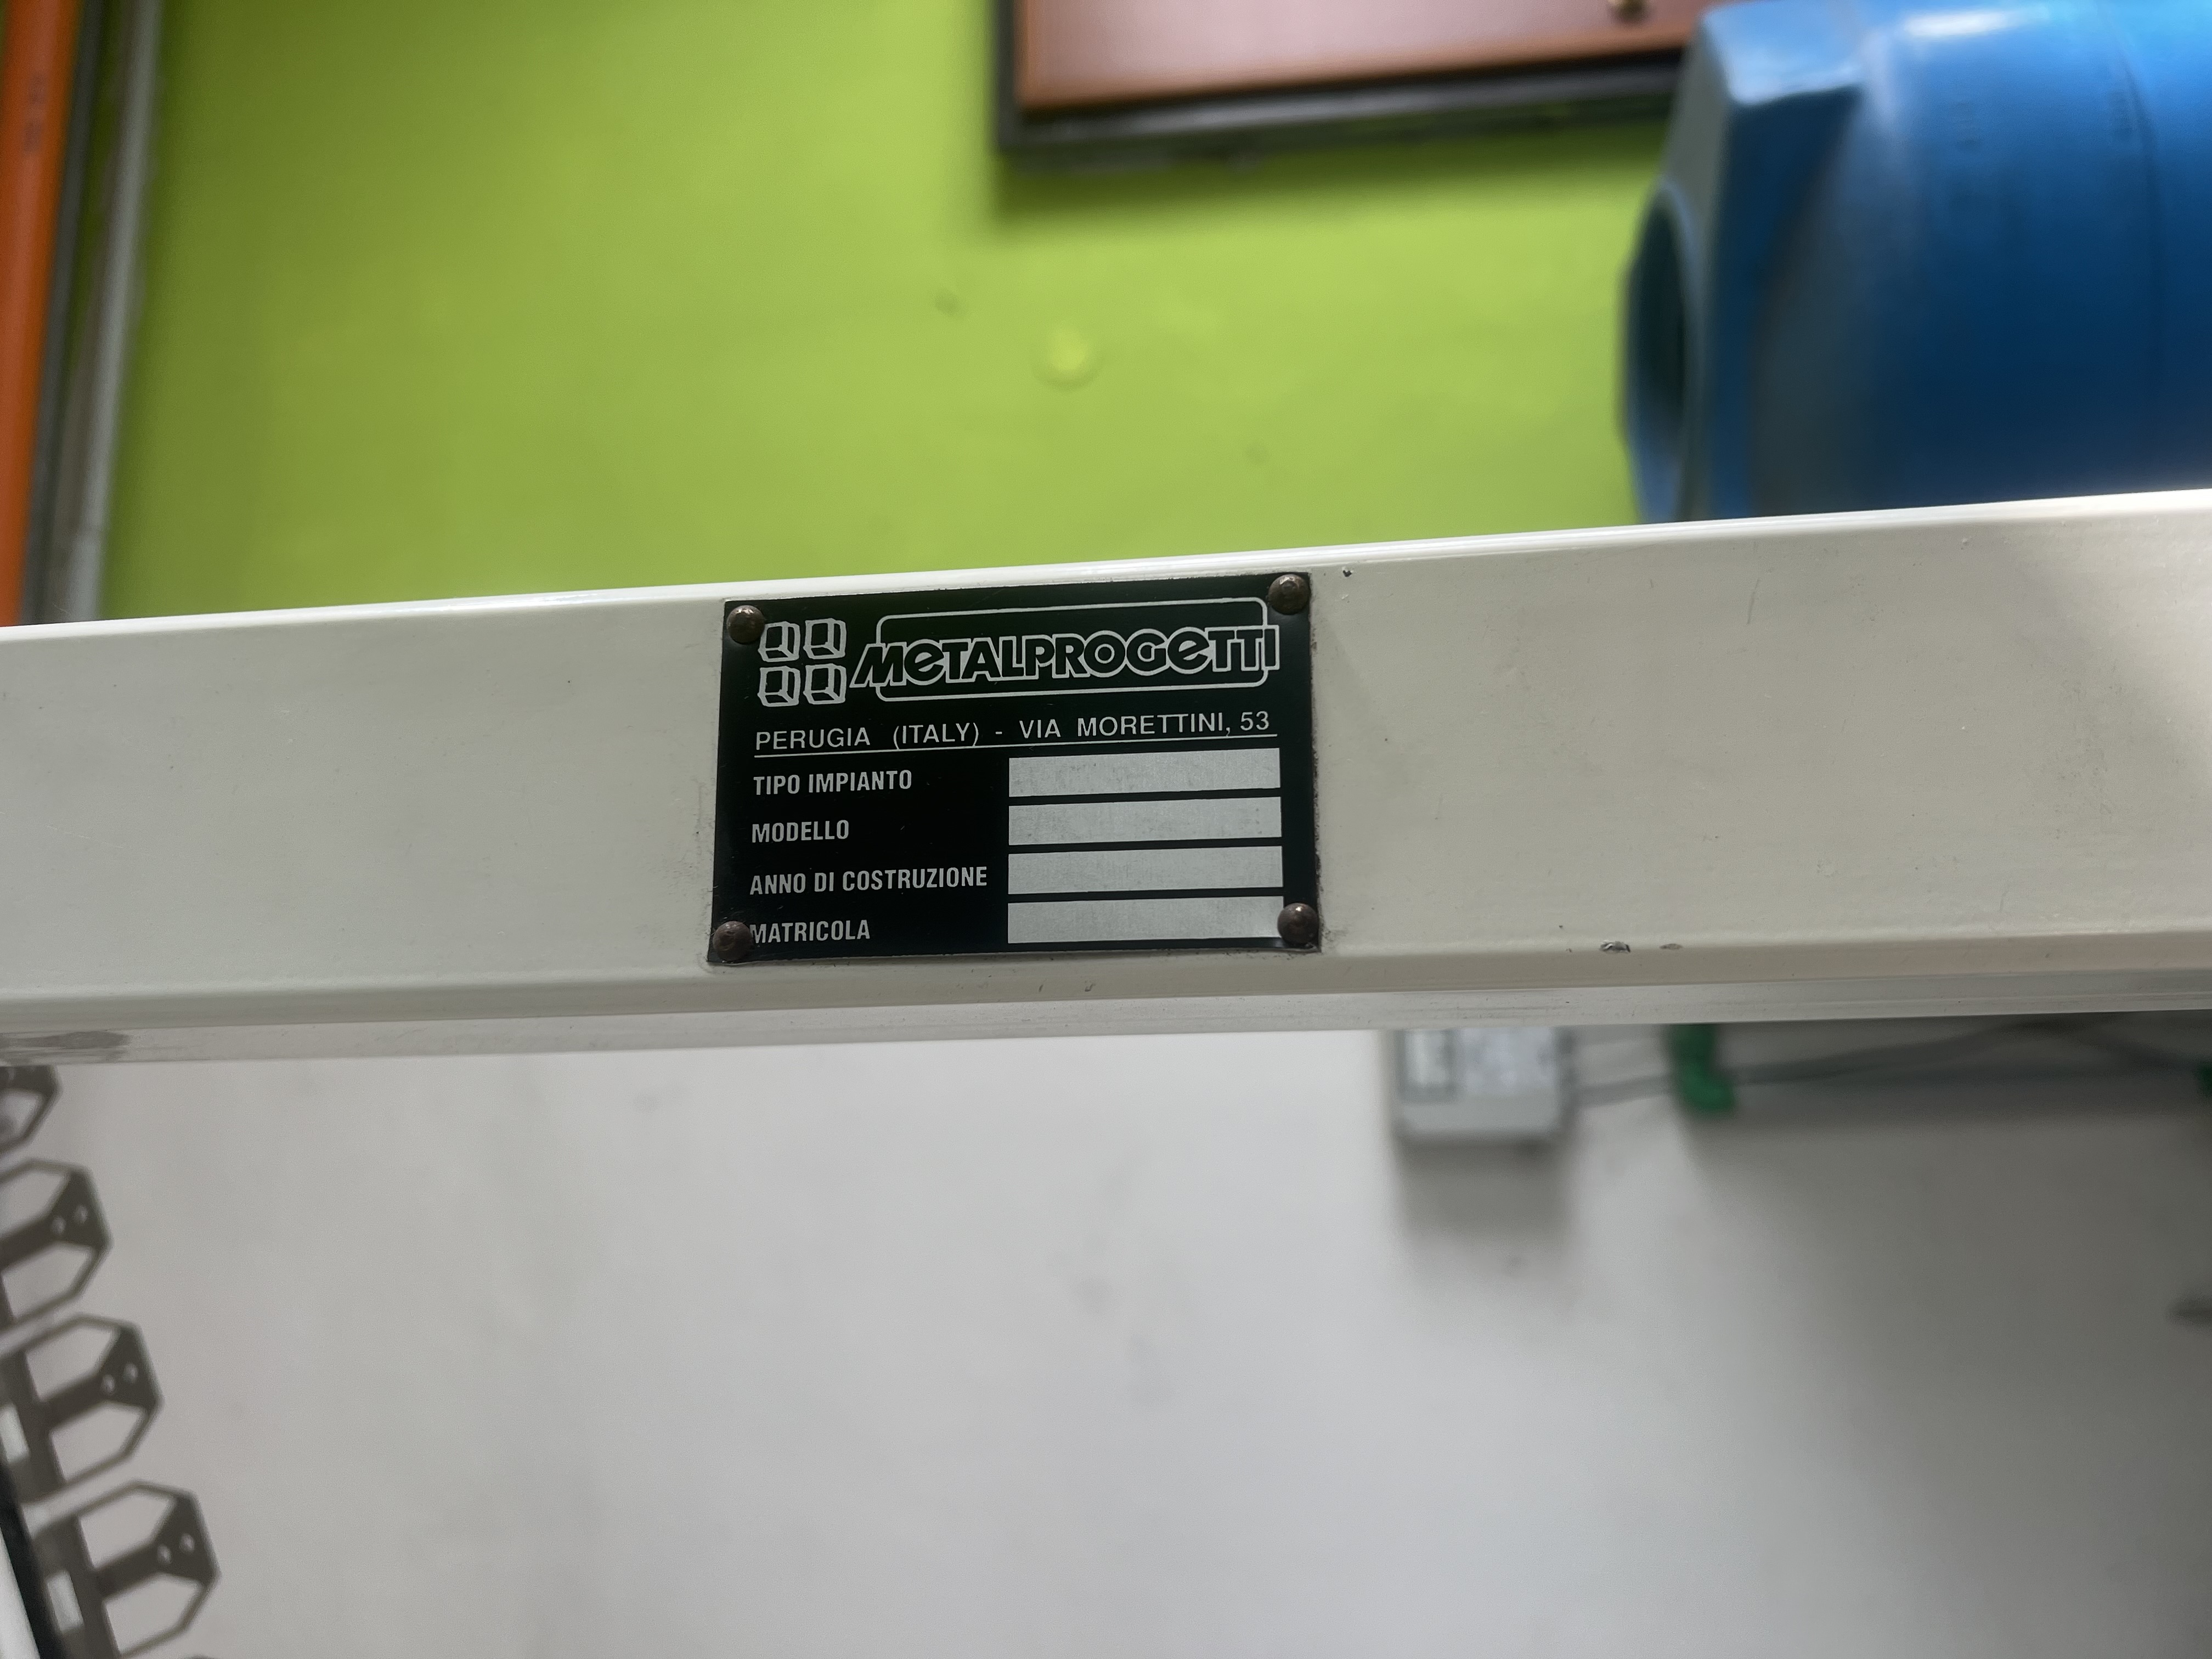 METALPROGETTI
PERUGIA (ITALY) - VIA MORETTINI, 53
TIPO IMPIANTO
MODELLO
ANNO DI COSTRUZIONE
MATRICOLA